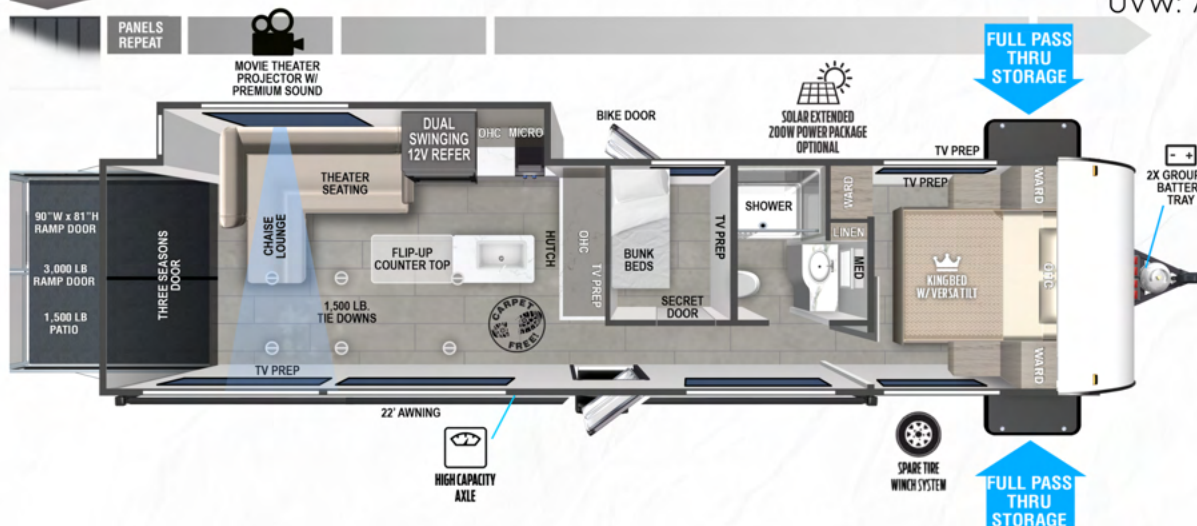 UVW:
PANELS
REPEAT
MOVIE THEATER
PROJECTOR W/
PREMIUM SOUND
FULL PASS
THRU
STORAGE
SOLAR EXTENDED
200W POWER PACKAGE
OPTIONAL
BIKE DOOR
TV PREP
- +
2X GROUP
BATTER
TRAY
DUAL
SWINGING
12V REFER
OHC
MICRO
THEATER
SEATING
CHAISE
LOUNGE
90"W x 81"H
RAMP DOOR
3,000 LB
RAMP DOOR
1,500 LB
PATIO
THREE SEASONS
DOOR
FLIP-UP
COUNTER TOP
HUTCH
OHC
TV PREP
BUNK
BEDS
TV PREP
SECRET
DOOR
SHOWER
WARD
LINEN
MED
TV PREP
WARD
KING BED
W/ VERSATILT
OHC
WARD
1,500 LB.
TIE DOWNS
CARPET
FREE!
TV PREP
22' AWNING
HIGH CAPACITY
AXLE
SPARE TIRE
WINCH SYSTEM
FULL PASS
THRU
STORAGE